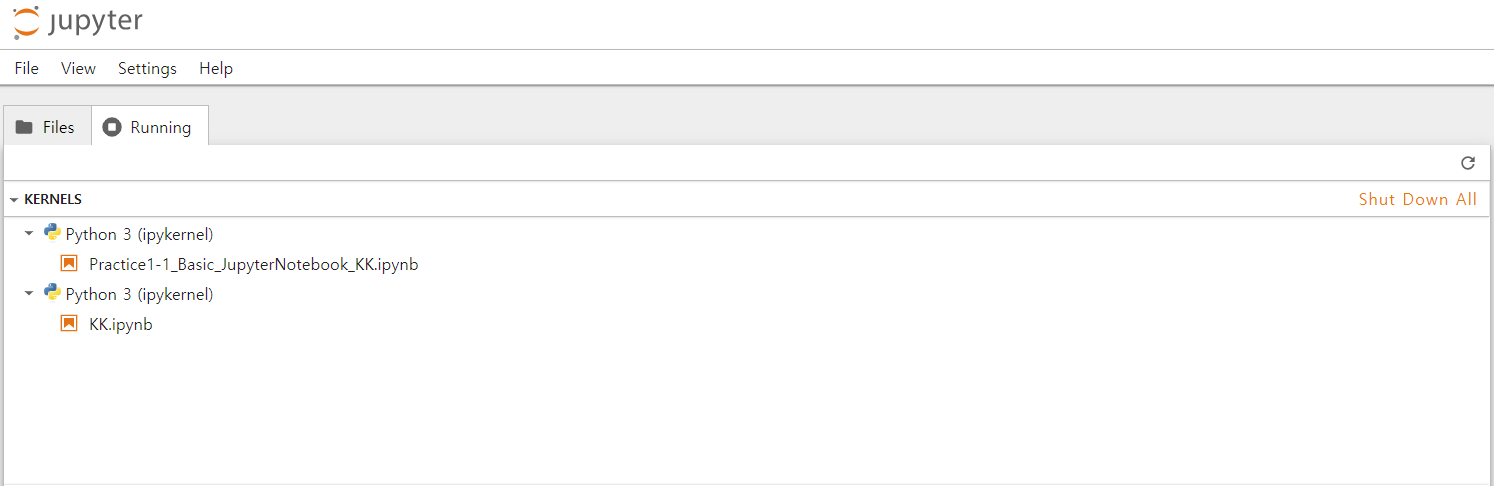 jupyter
File View Settings Help
Files Running
KERNELS Shut Down All
Python 3 (ipykernel)
Practice1-1_Basic_JupyterNotebook_KK.ipynb
Python 3 (ipykernel)
KK.ipynb